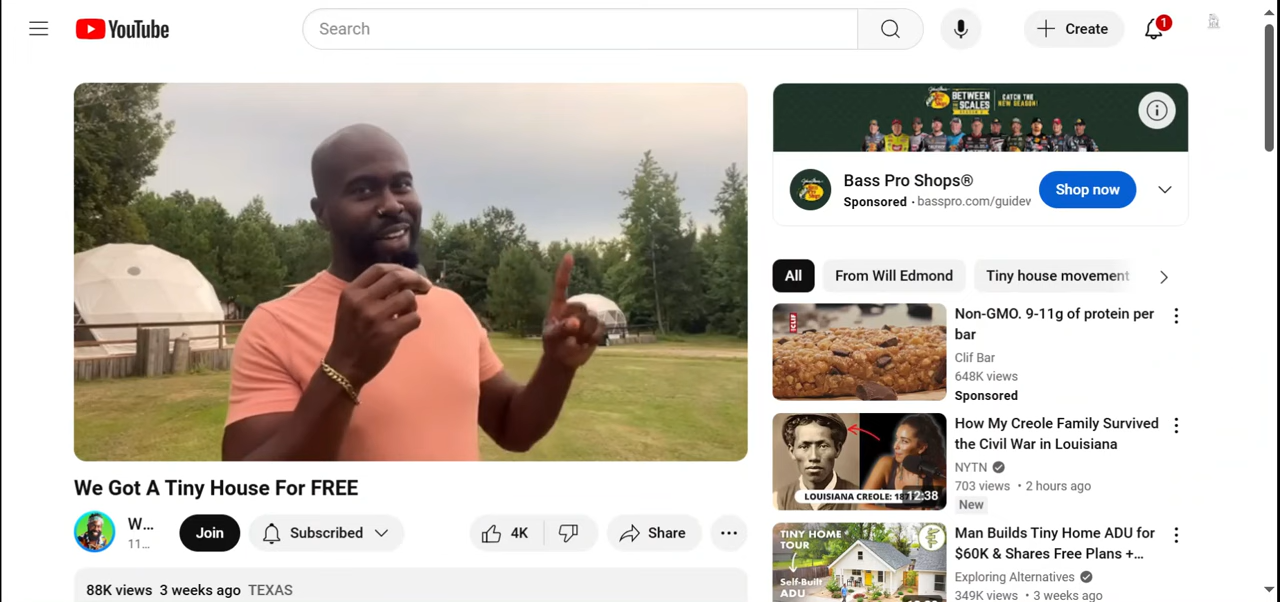 YouTube
Search
Create
1
BETWEEN THE SCALES
CATCH THE NEW SEASON!
Bass Pro Shops®
Sponsored · basspro.com/guidev
Shop now
All
From Will Edmond
Tiny house movement
CLIF
Non-GMO. 9-11g of protein per
bar
Clif Bar
648K views
Sponsored
LOUISIANA CREOLE: 187
12:38
How My Creole Family Survived
the Civil War in Louisiana
NYTN
703 views • 2 hours ago
New
TINY HOME
TOUR
Self-Built
ADU
Man Builds Tiny Home ADU for
$60K & Shares Free Plans +...
Exploring Alternatives
349K views • 3 weeks ago
We Got A Tiny House For FREE
W...
11...
Join
Subscribed
4K
Share
88K views 3 weeks ago TEXAS